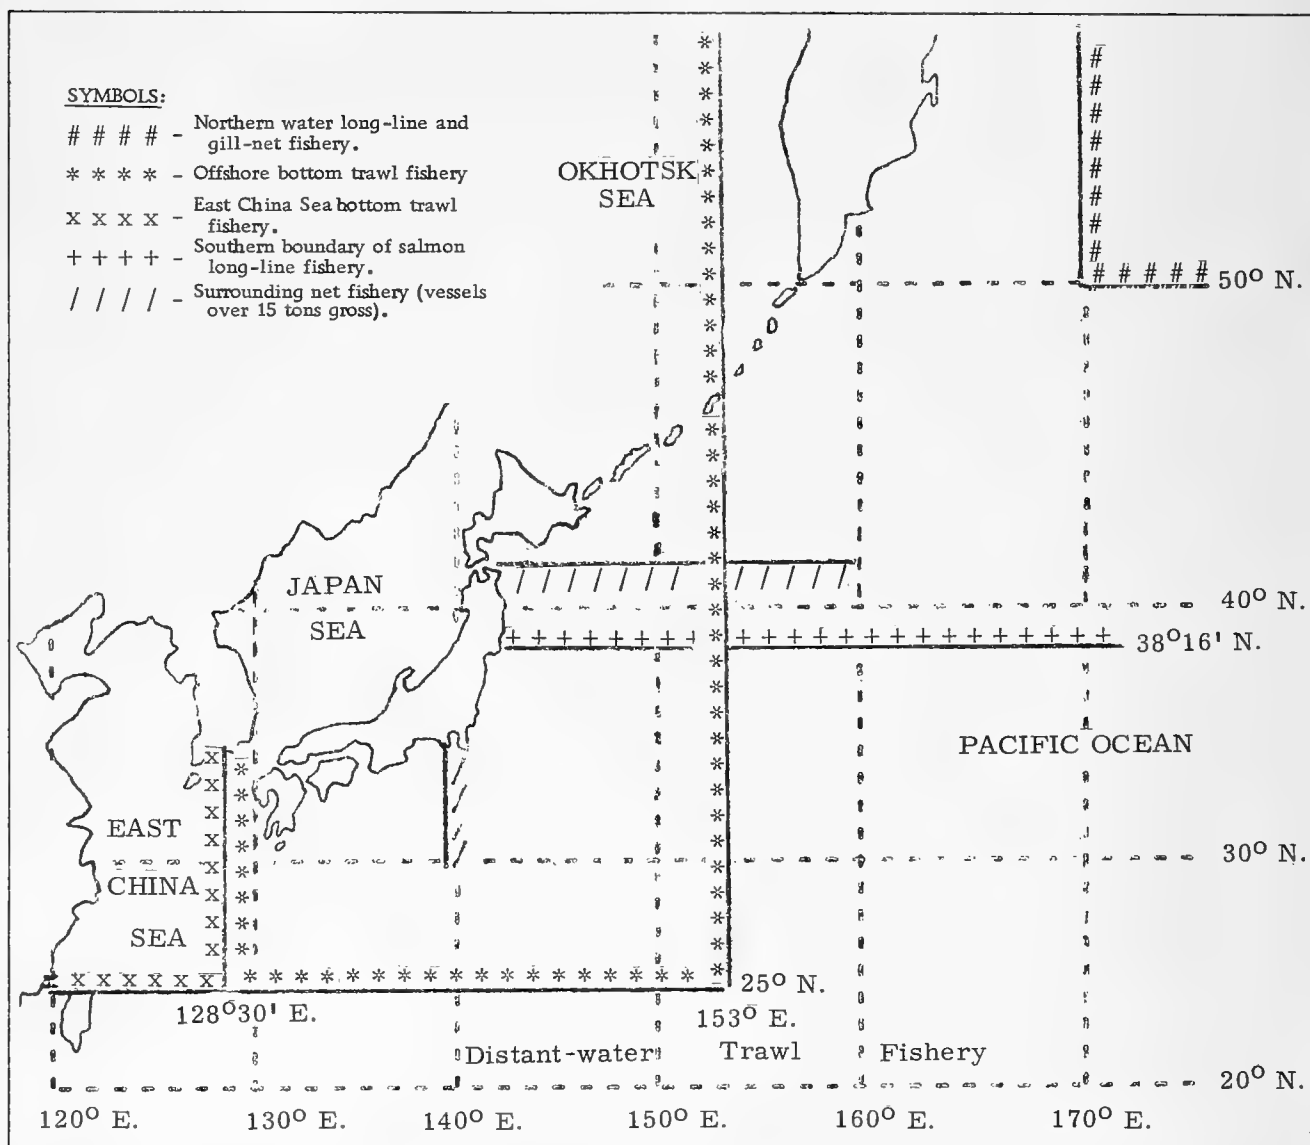 SYMBOLS:
# # # # - Northern water long-line and
gill-net fishery.
* * * * - Offshore bottom trawl fishery
x x x x - East China Sea bottom trawl
fishery.
+ + + + - Southern boundary of salmon
long-line fishery.
/ / / / - Surrounding net fishery (vessels
over 15 tons gross).
OKHOTSK
SEA
50° N.
JAPAN
SEA
40° N.
38°16' N.
PACIFIC OCEAN
EAST
CHINA
SEA
30° N.
25° N.
128°30' E.
153° E.
Distant-water Trawl Fishery
20° N.
120° E. 130° E. 140° E. 150° E. 160° E. 170° E.